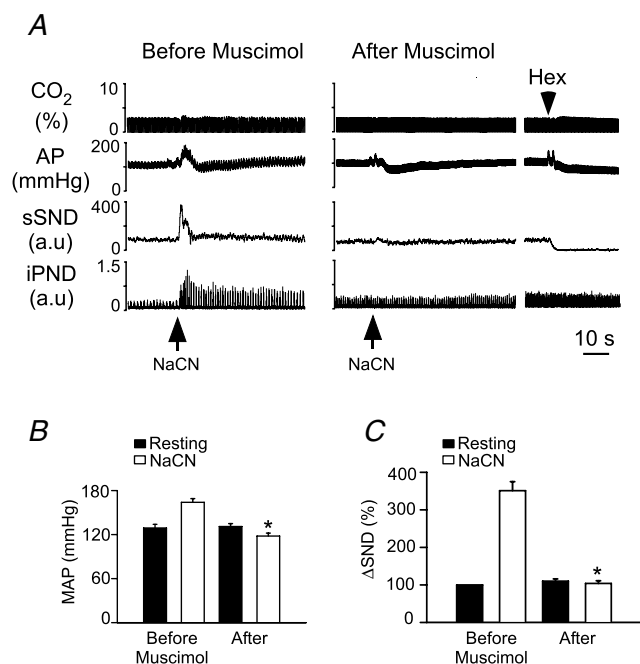 A
Before Muscimol After Muscimol
Hex
CO2 (%)
10
0
AP (mmHg)
200
0
sSND (a.u)
400
0
iPND (a.u)
1.5
0
NaCN
NaCN
10 s
B
Resting
NaCN
MAP (mmHg)
180
120
60
0
*
Before Muscimol
After
C
Resting
NaCN
ΔSND (%)
400
300
200
100
0
*
Before Muscimol
After